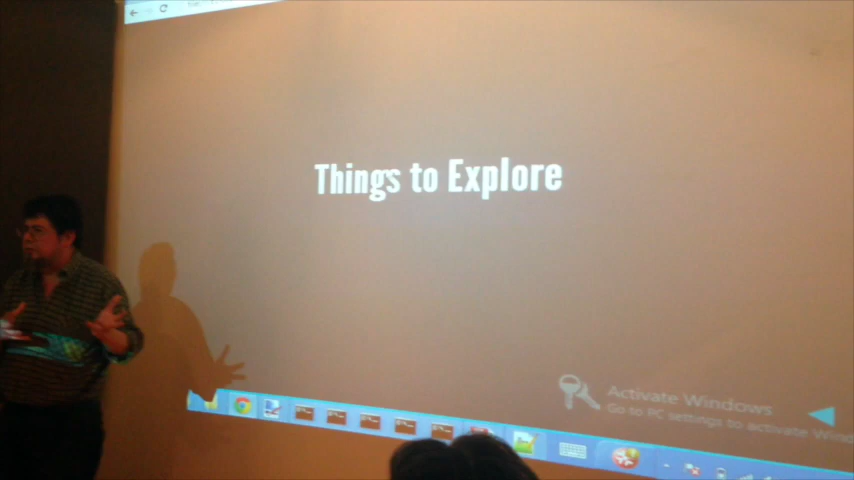 Things to Explore
Activate Windows
Go to PC settings to activate Wind